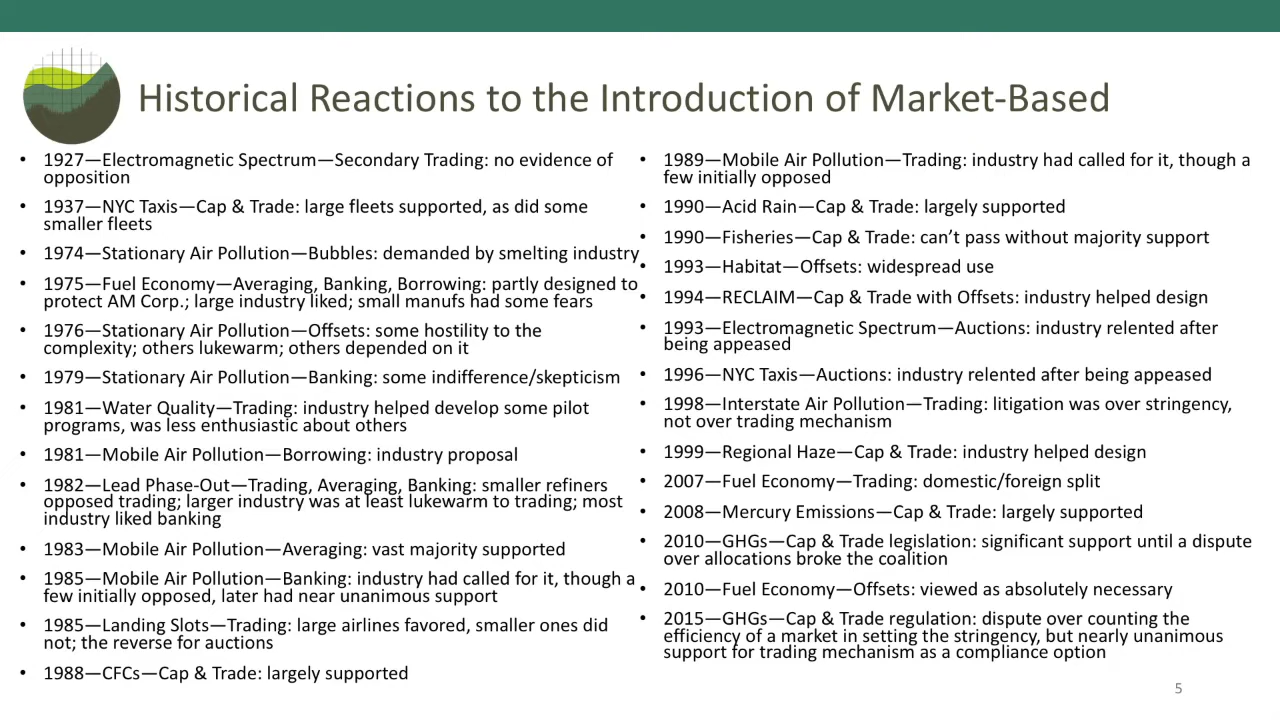 Historical Reactions to the Introduction of Market-Based
• 1927—Electromagnetic Spectrum—Secondary Trading: no evidence of
opposition
• 1937—NYC Taxis—Cap & Trade: large fleets supported, as did some
smaller fleets
• 1974—Stationary Air Pollution—Bubbles: demanded by smelting industry
• 1975—Fuel Economy—Averaging, Banking, Borrowing: partly designed to
protect AM Corp.; large industry liked; small manufs had some fears
• 1976—Stationary Air Pollution—Offsets: some hostility to the
complexity; others lukewarm; others depended on it
• 1979—Stationary Air Pollution—Banking: some indifference/skepticism
• 1981—Water Quality—Trading: industry helped develop some pilot
programs, was less enthusiastic about others
• 1981—Mobile Air Pollution—Borrowing: industry proposal
• 1982—Lead Phase-Out—Trading, Averaging, Banking: smaller refiners
opposed trading; larger industry was at least lukewarm to trading; most
industry liked banking
• 1983—Mobile Air Pollution—Averaging: vast majority supported
• 1985—Mobile Air Pollution—Banking: industry had called for it, though a
few initially opposed, later had near unanimous support
• 1985—Landing Slots—Trading: large airlines favored, smaller ones did
not; the reverse for auctions
• 1988—CFCs—Cap & Trade: largely supported
• 1989—Mobile Air Pollution—Trading: industry had called for it, though a
few initially opposed
• 1990—Acid Rain—Cap & Trade: largely supported
• 1990—Fisheries—Cap & Trade: can’t pass without majority support
• 1993—Habitat—Offsets: widespread use
• 1994—RECLAIM—Cap & Trade with Offsets: industry helped design
• 1993—Electromagnetic Spectrum—Auctions: industry relented after
being appeased
• 1996—NYC Taxis—Auctions: industry relented after being appeased
• 1998—Interstate Air Pollution—Trading: litigation was over stringency,
not over trading mechanism
• 1999—Regional Haze—Cap & Trade: industry helped design
• 2007—Fuel Economy—Trading: domestic/foreign split
• 2008—Mercury Emissions—Cap & Trade: largely supported
• 2010—GHGs—Cap & Trade legislation: significant support until a dispute
over allocations broke the coalition
• 2010—Fuel Economy—Offsets: viewed as absolutely necessary
• 2015—GHGs—Cap & Trade regulation: dispute over counting the
efficiency of a market in setting the stringency, but nearly unanimous
support for trading mechanism as a compliance option
5